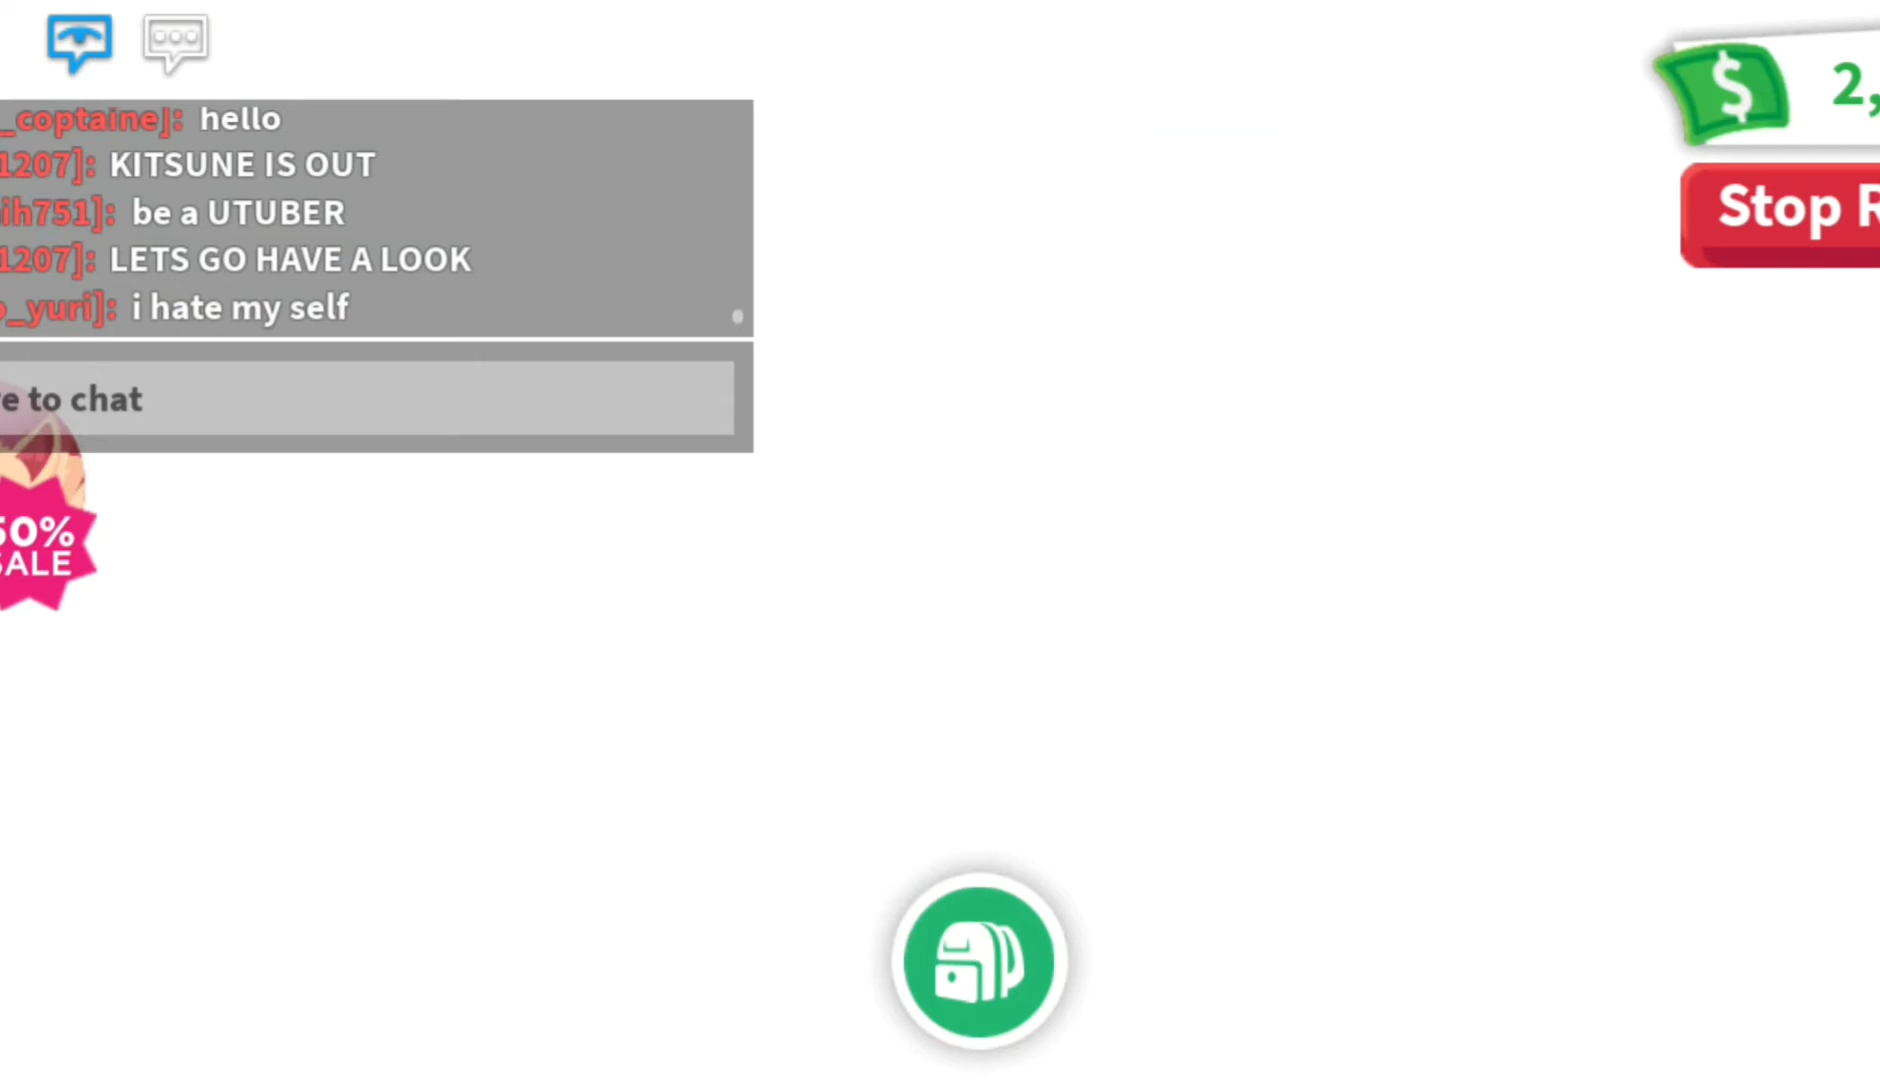 _coptaine]: hello
1207]: KITSUNE IS OUT
ih751]: be a UTUBER
1207]: LETS GO HAVE A LOOK
_yuri]: i hate my self
e to chat
50%
SALE
$ 2,
Stop R